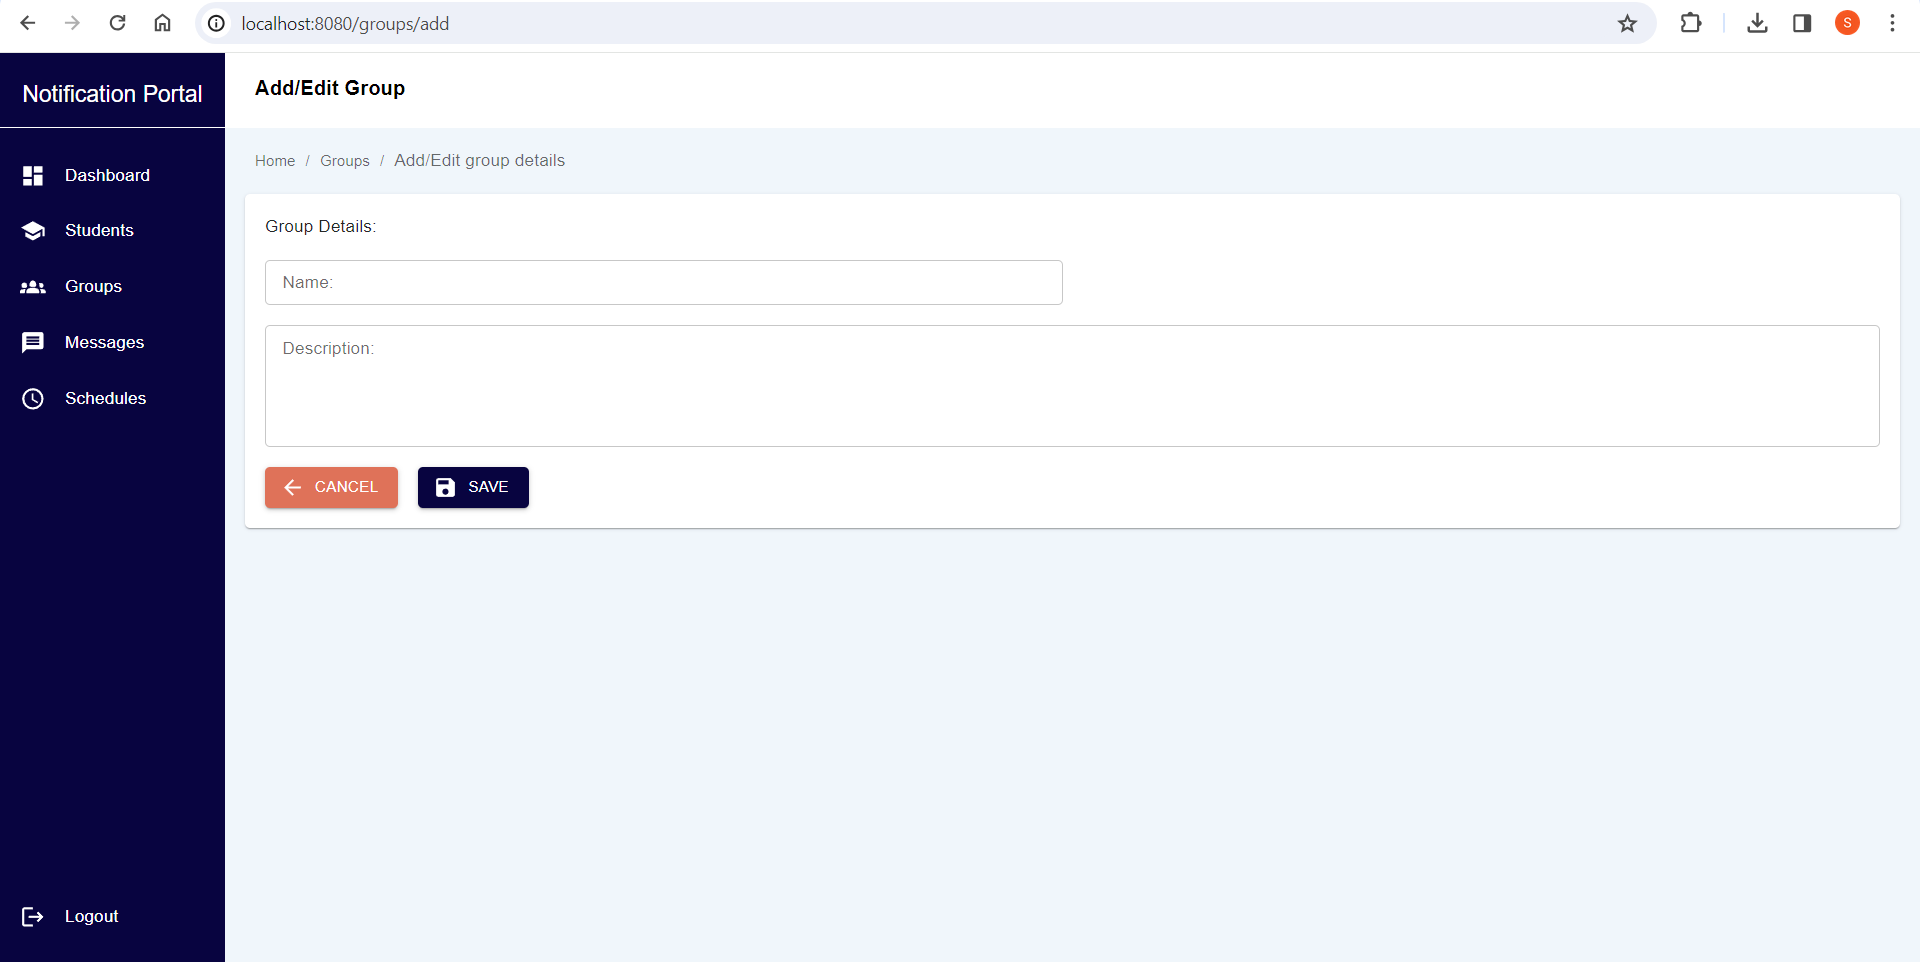 localhost:8080/groups/add
S
Notification Portal
Add/Edit Group
Home / Groups / Add/Edit group details
Dashboard
Students
Groups
Messages
Schedules
Logout
Group Details:
Name:
Description:
CANCEL
SAVE